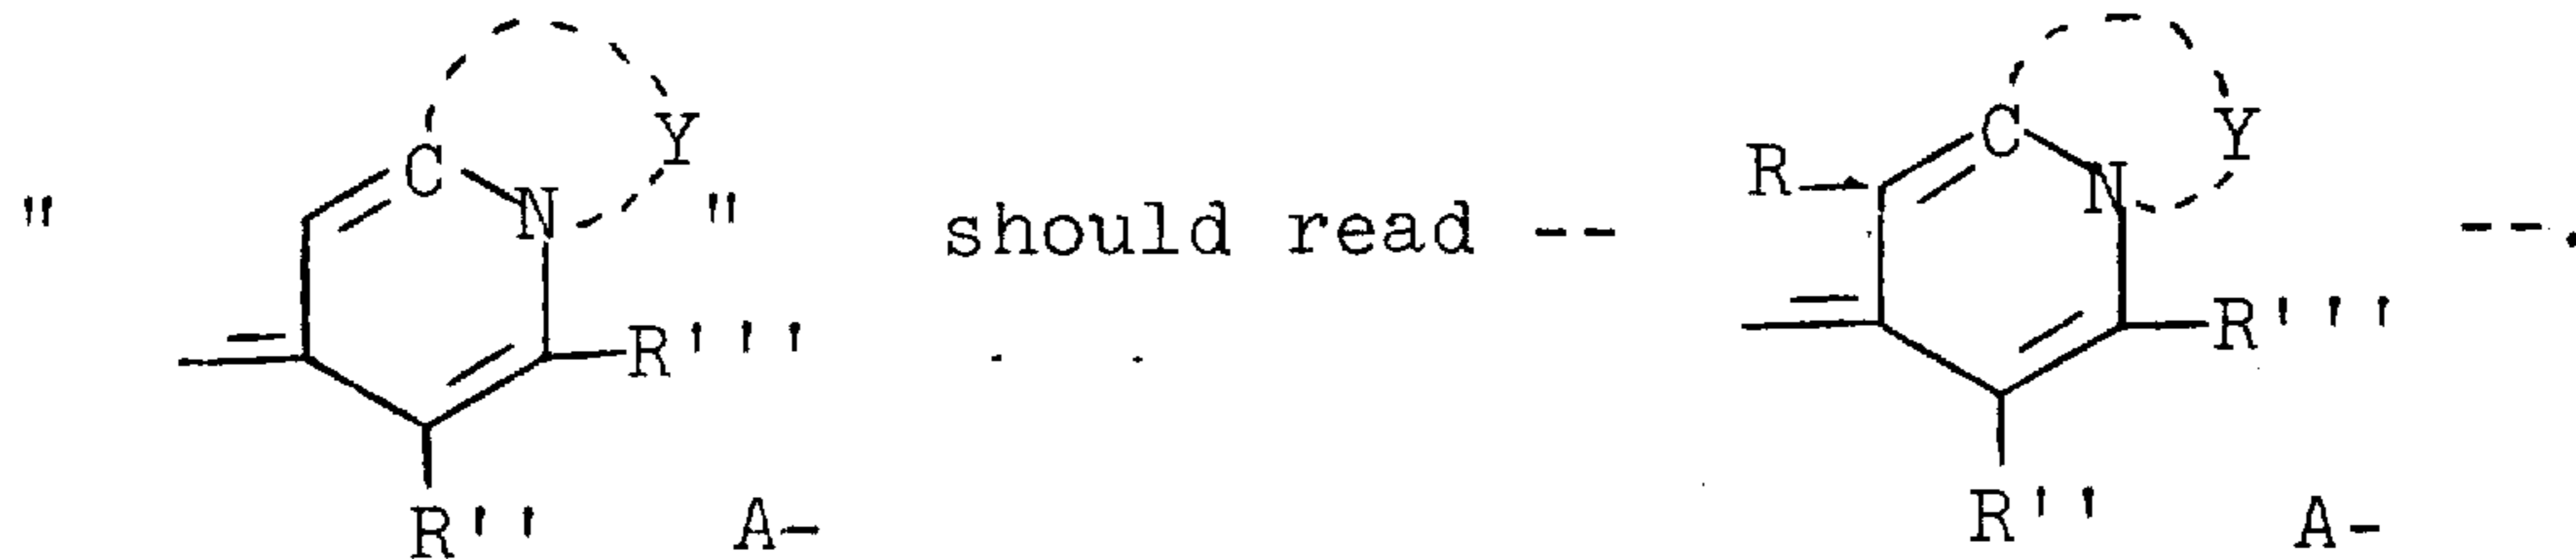 Y Y
C C
R
" N " should read -- N --.
R''' R'''
R'' A- R'' A-